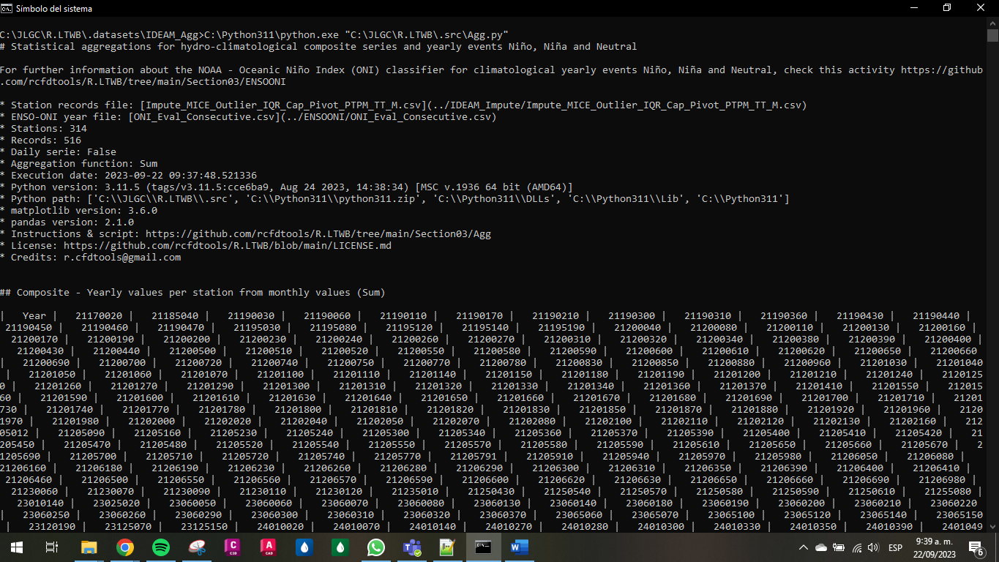 Símbolo del sistema
C:\JLGC\R.LTWB\.datasets\IDEAM_Agg>C:\Python311\python.exe "C:\JLGC\R.LTWB\.src\Agg.py"
# Statistical aggregations for hydro-climatological composite series and yearly events Niño, Niña and Neutral
For further information about the NOAA - Oceanic Niño Index (ONI) classifier for climatological yearly events Niño, Niña and Neutral, check this activity https://github
.com/rcfdtools/R.LTWB/tree/main/Section03/ENSOONI
* Station records file: [Impute_MICE_Outlier_IQR_Cap_Pivot_PTPM_TT_M.csv](../IDEAM_Impute/Impute_MICE_Outlier_IQR_Cap_Pivot_PTPM_TT_M.csv)
* ENSO-ONI year file: [ONI_Eval_Consecutive.csv](../ENSOONI/ONI_Eval_Consecutive.csv)
* Stations: 314
* Records: 516
* Daily serie: False
* Aggregation function: Sum
* Execution date: 2023-09-22 09:37:48.521336
* Python version: 3.11.5 (tags/v3.11.5:cce6ba9, Aug 24 2023, 14:38:34) [MSC v.1936 64 bit (AMD64)]
* Python path: ['C:\\JLGC\\R.LTWB\\.src', 'C:\\Python311\\python311.zip', 'C:\\Python311\\DLLs', 'C:\\Python311\\Lib', 'C:\\Python311']
* matplotlib version: 3.6.0
* pandas version: 2.1.0
* Instructions & script: https://github.com/rcfdtools/R.LTWB/tree/main/Section03/Agg
* License: https://github.com/rcfdtools/R.LTWB/blob/main/LICENSE.md
* Credits: r.cfdtools@gmail.com
## Composite - Yearly values per station from monthly values (Sum)
| Year | 21170020 | 21185040 | 21190030 | 21190060 | 21190110 | 21190170 | 21190210 | 21190300 | 21190310 | 21190360 | 21190430 | 21190440 |
21190450 | 21190460 | 21190470 | 21195030 | 21195080 | 21195120 | 21195140 | 21195190 | 21200040 | 21200080 | 21200110 | 21200130 | 21200160 |
21200170 | 21200190 | 21200200 | 21200230 | 21200240 | 21200260 | 21200270 | 21200310 | 21200320 | 21200340 | 21200380 | 21200390 | 21200400 |
21200430 | 21200440 | 21200500 | 21200510 | 21200520 | 21200550 | 21200580 | 21200590 | 21200600 | 21200610 | 21200620 | 21200650 | 21200660
| 21200690 | 21200700 | 21200720 | 21200740 | 21200750 | 21200770 | 21200780 | 21200830 | 21200850 | 21200880 | 21200960 | 21201030 | 21201040
| 21201050 | 21201060 | 21201070 | 21201100 | 21201110 | 21201140 | 21201150 | 21201180 | 21201190 | 21201200 | 21201210 | 21201240 | 2120125
0 | 21201260 | 21201270 | 21201290 | 21201300 | 21201310 | 21201320 | 21201330 | 21201340 | 21201360 | 21201370 | 21201410 | 21201550 | 212015
60 | 21201590 | 21201600 | 21201610 | 21201630 | 21201640 | 21201650 | 21201660 | 21201670 | 21201680 | 21201690 | 21201700 | 21201710 | 21201
730 | 21201740 | 21201770 | 21201780 | 21201800 | 21201810 | 21201820 | 21201830 | 21201850 | 21201870 | 21201880 | 21201920 | 21201960 | 2120
1970 | 21201980 | 21202000 | 21202020 | 21202040 | 21202050 | 21202070 | 21202080 | 21202100 | 21202110 | 21202120 | 21202130 | 21202160 | 212
05012 | 21205090 | 21205160 | 21205230 | 21205240 | 21205300 | 21205340 | 21205360 | 21205370 | 21205390 | 21205400 | 21205410 | 21205420 | 21
205450 | 21205470 | 21205480 | 21205520 | 21205540 | 21205550 | 21205570 | 21205580 | 21205590 | 21205610 | 21205650 | 21205660 | 21205670 | 2
1205690 | 21205700 | 21205710 | 21205720 | 21205740 | 21205770 | 21205791 | 21205910 | 21205940 | 21205970 | 21205980 | 21206050 | 21206080 |
21206160 | 21206180 | 21206190 | 21206230 | 21206260 | 21206280 | 21206290 | 21206300 | 21206310 | 21206350 | 21206390 | 21206400 | 21206410 |
21206460 | 21206500 | 21206550 | 21206560 | 21206570 | 21206590 | 21206600 | 21206620 | 21206630 | 21206650 | 21206660 | 21206690 | 21206980 |
21230060 | 21230070 | 21230090 | 21230110 | 21230120 | 21235010 | 21250430 | 21250540 | 21250570 | 21250580 | 21250590 | 21250610 | 21255080 |
23010140 | 23025020 | 23060050 | 23060060 | 23060070 | 23060080 | 23060130 | 23060140 | 23060180 | 23060190 | 23060200 | 23060210 | 23060220
| 23060250 | 23060260 | 23060290 | 23060300 | 23060310 | 23060320 | 23060370 | 23065060 | 23065070 | 23065100 | 23065120 | 23065140 | 23065150
| 23120190 | 23125070 | 23125150 | 24010020 | 24010070 | 24010140 | 24010270 | 24010280 | 24010300 | 24010330 | 24010350 | 24010390 | 2401049
ESP
9:39 a. m.
22/09/2023
6